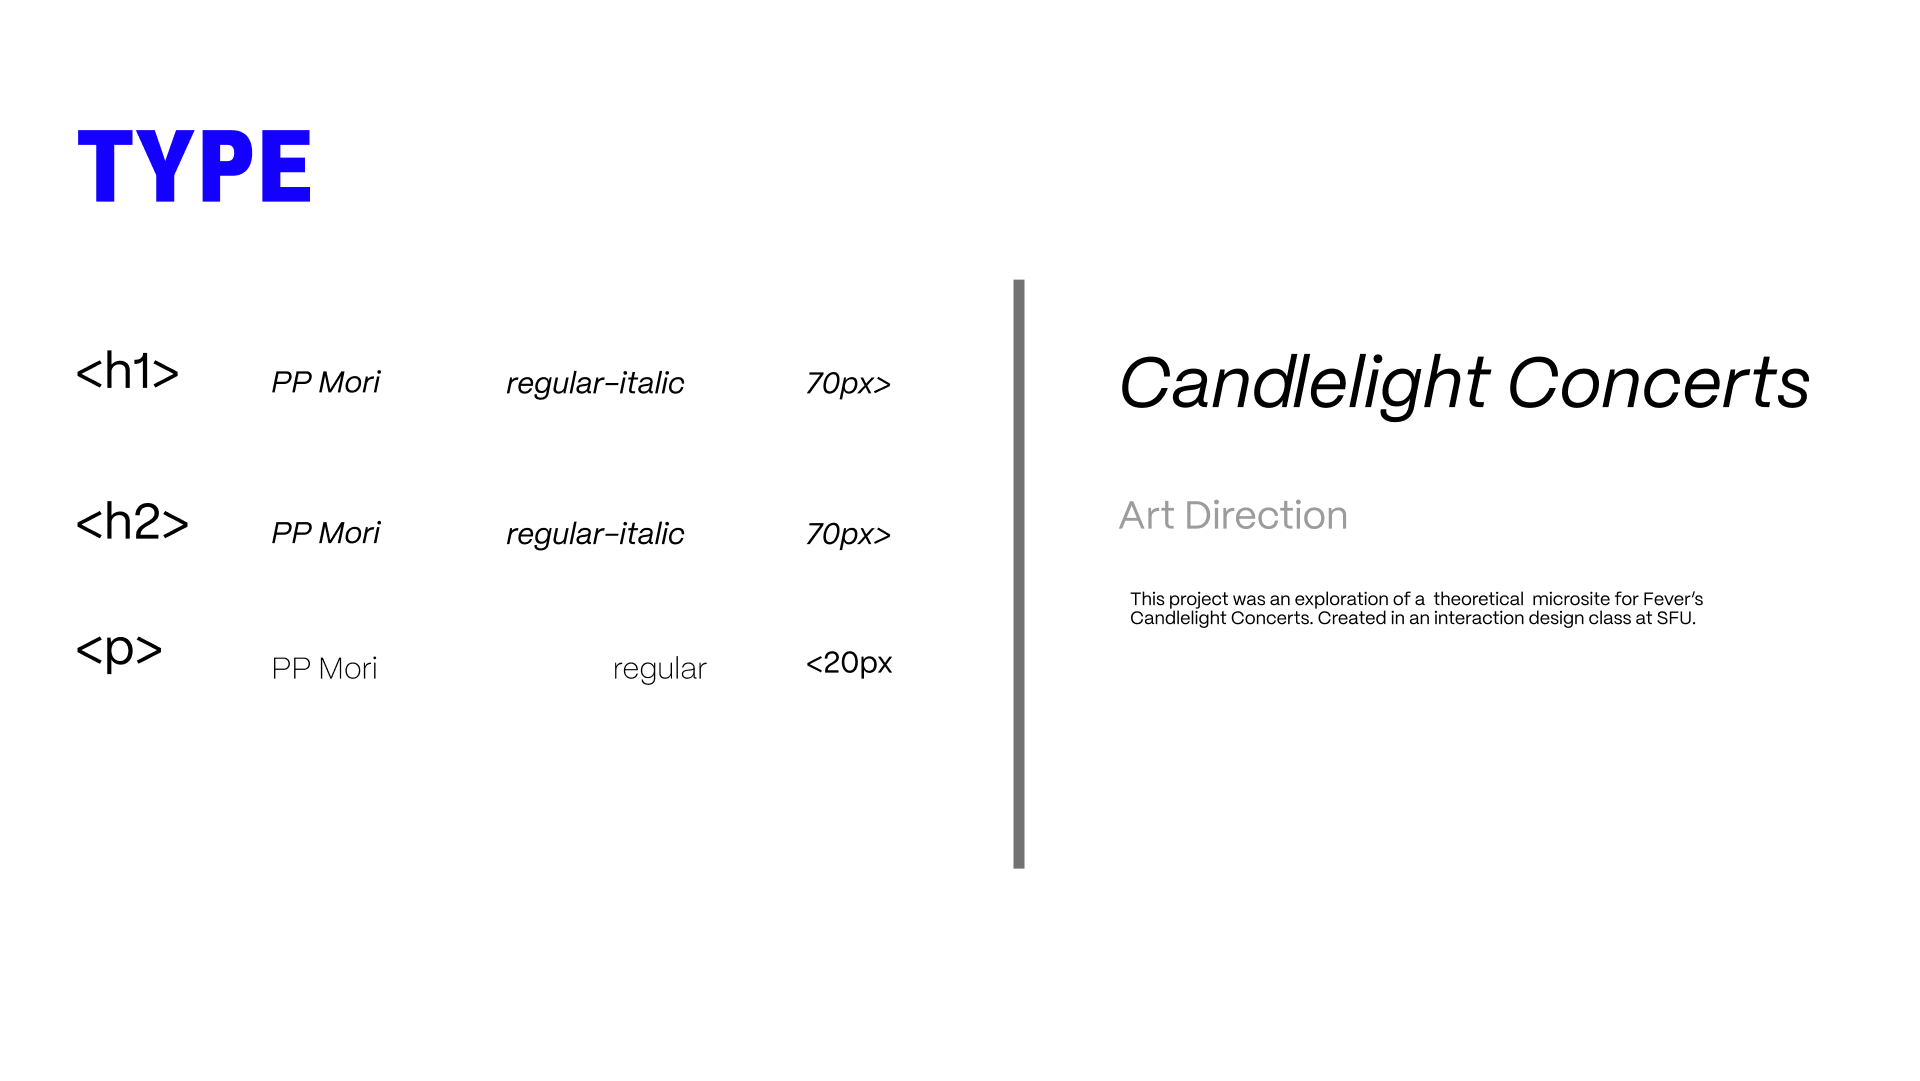 TYPE
<h1> PP Mori regular-italic 70px>
<h2> PP Mori regular-italic 70px>
<p> PP Mori regular <20px
Candlelight Concerts
Art Direction
This project was an exploration of a  theoretical  microsite for Fever’s
Candlelight Concerts. Created in an interaction design class at SFU.